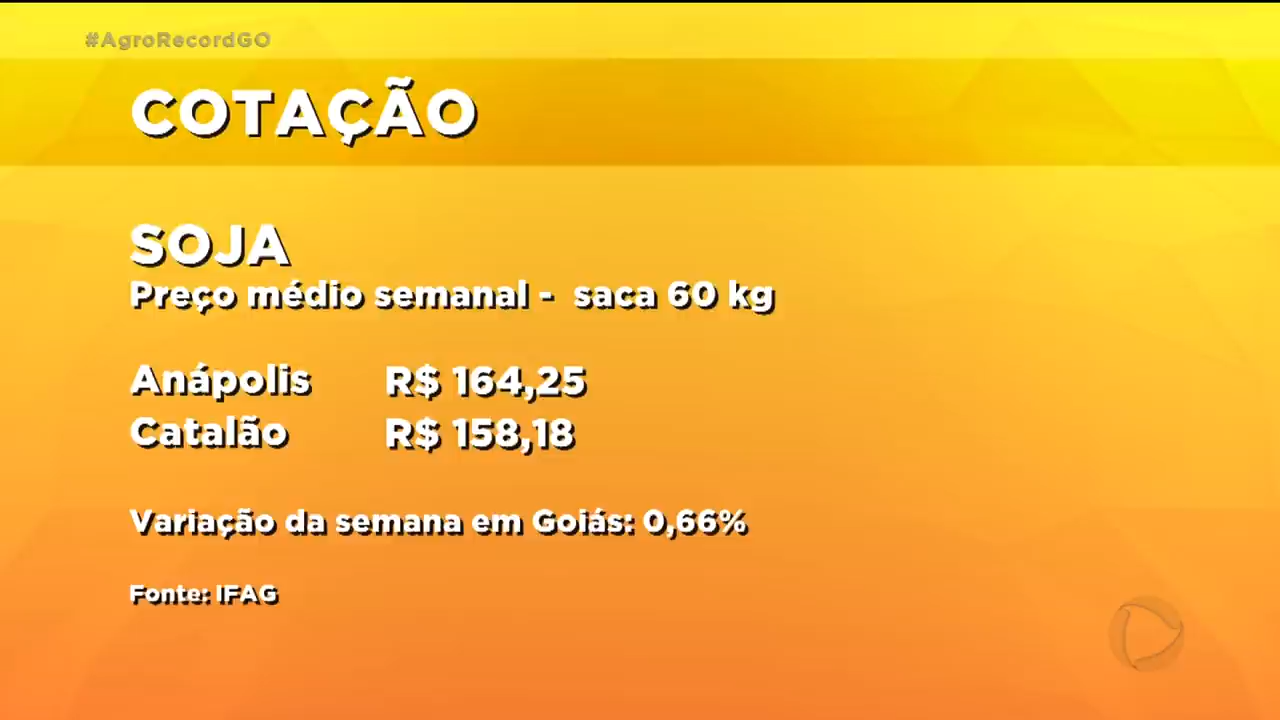 #AgroRecordGO
COTAÇÃO
SOJA
Preço médio semanal - saca 60 kg
Anápolis R$ 164,25
Catalão R$ 158,18
Variação da semana em Goiás: 0,66%
Fonte: IFAG